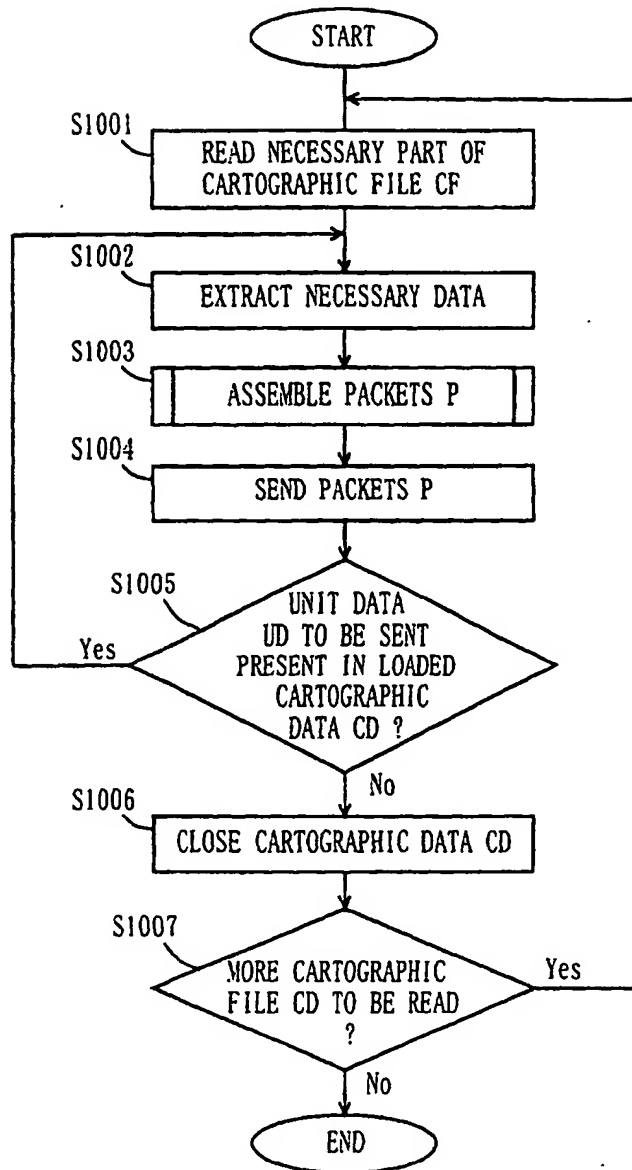 START
S1001
READ NECESSARY PART OF
CARTOGRAPHIC FILE CF
S1002
EXTRACT NECESSARY DATA
S1003
ASSEMBLE PACKETS P
S1004
SEND PACKETS P
S1005
UNIT DATA
UD TO BE SENT
PRESENT IN LOADED
CARTOGRAPHIC
DATA CD ?
Yes
No
S1006
CLOSE CARTOGRAPHIC DATA CD
S1007
MORE CARTOGRAPHIC
FILE CD TO BE READ
?
Yes
No
END